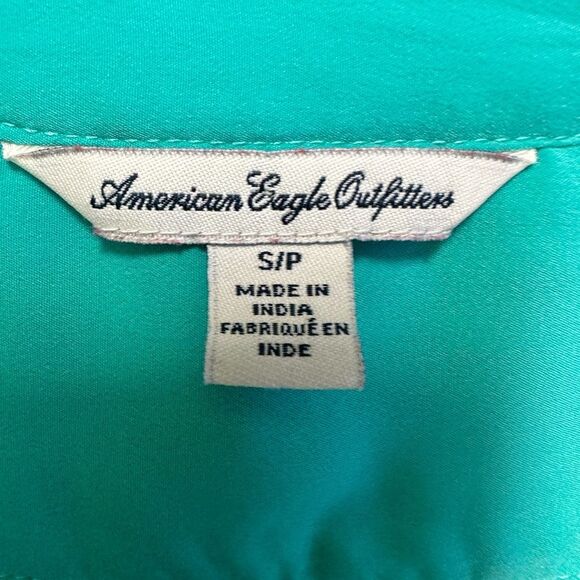 American Eagle Outfitters
S/P
MADE IN
INDIA
FABRIQUÉ EN
INDE